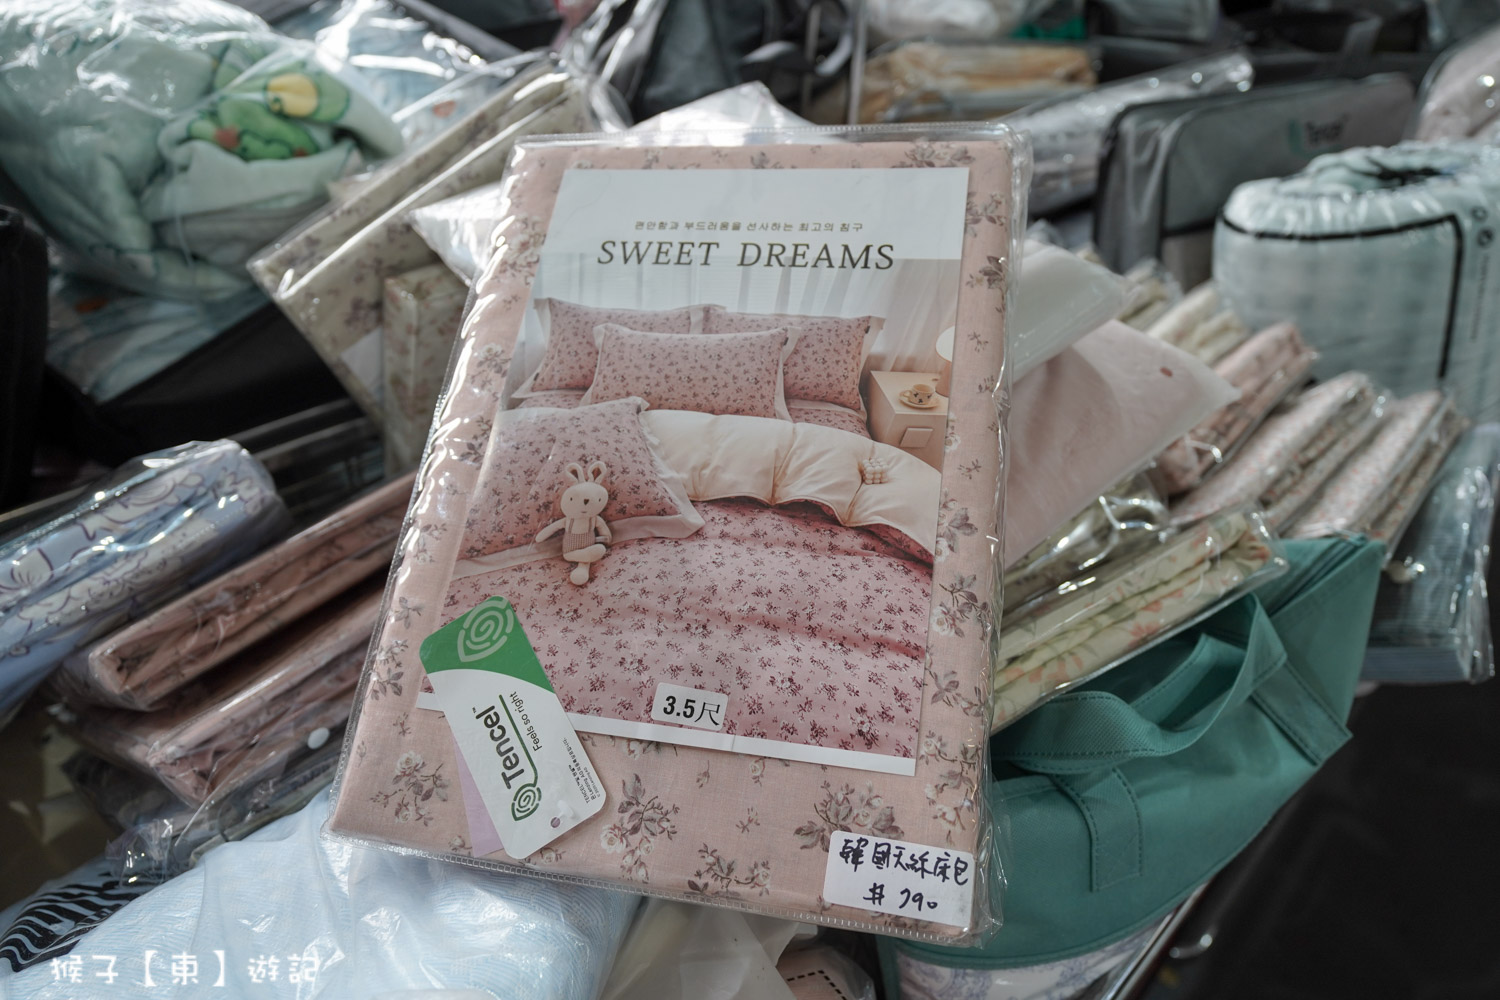 편안함과 부드러움을 선사하는 최고의 침구
SWEET DREAMS
3.5尺
Tencel™
Feels so right
韓國天絲床包
# 790
Tencel
猴子【東】遊記